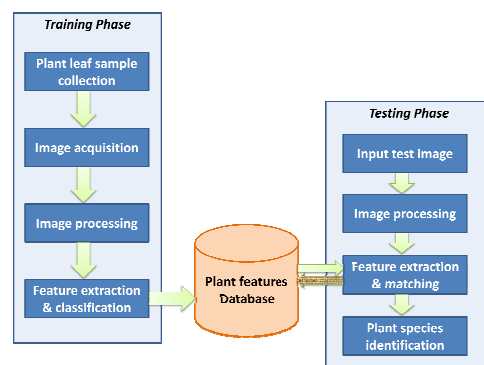 Training Phase
Plant leaf sample
collection
Image acquisition
Image processing
Feature extraction
& classification
Plant features
Database
Testing Phase
Input test image
Image processing
Feature extraction
& matching
Plant species
identification